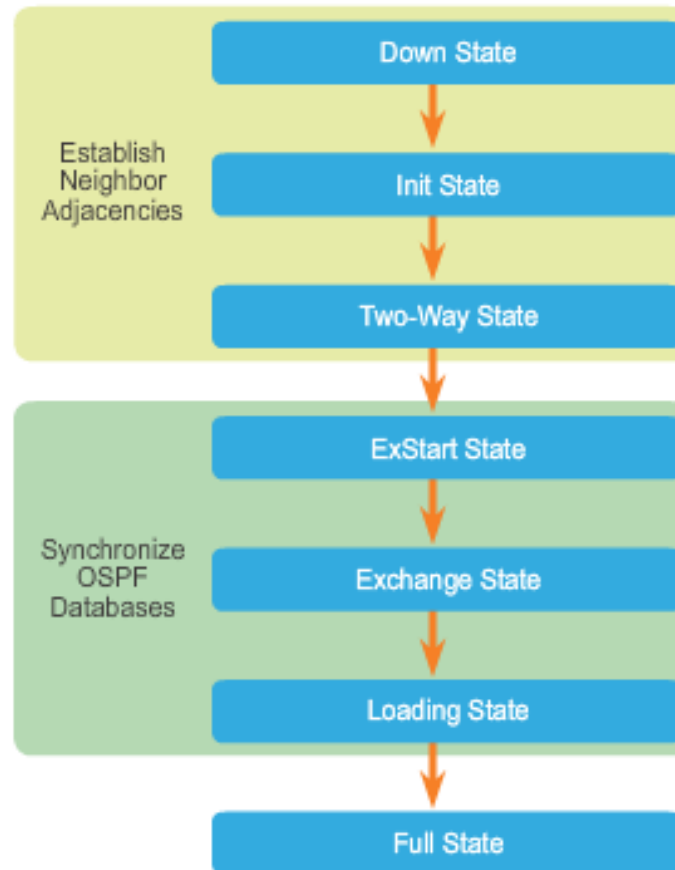 Down State
Establish
Neighbor
Adjacencies
Init State
Two-Way State
ExStart State
Synchronize
OSPF
Databases
Exchange State
Loading State
Full State